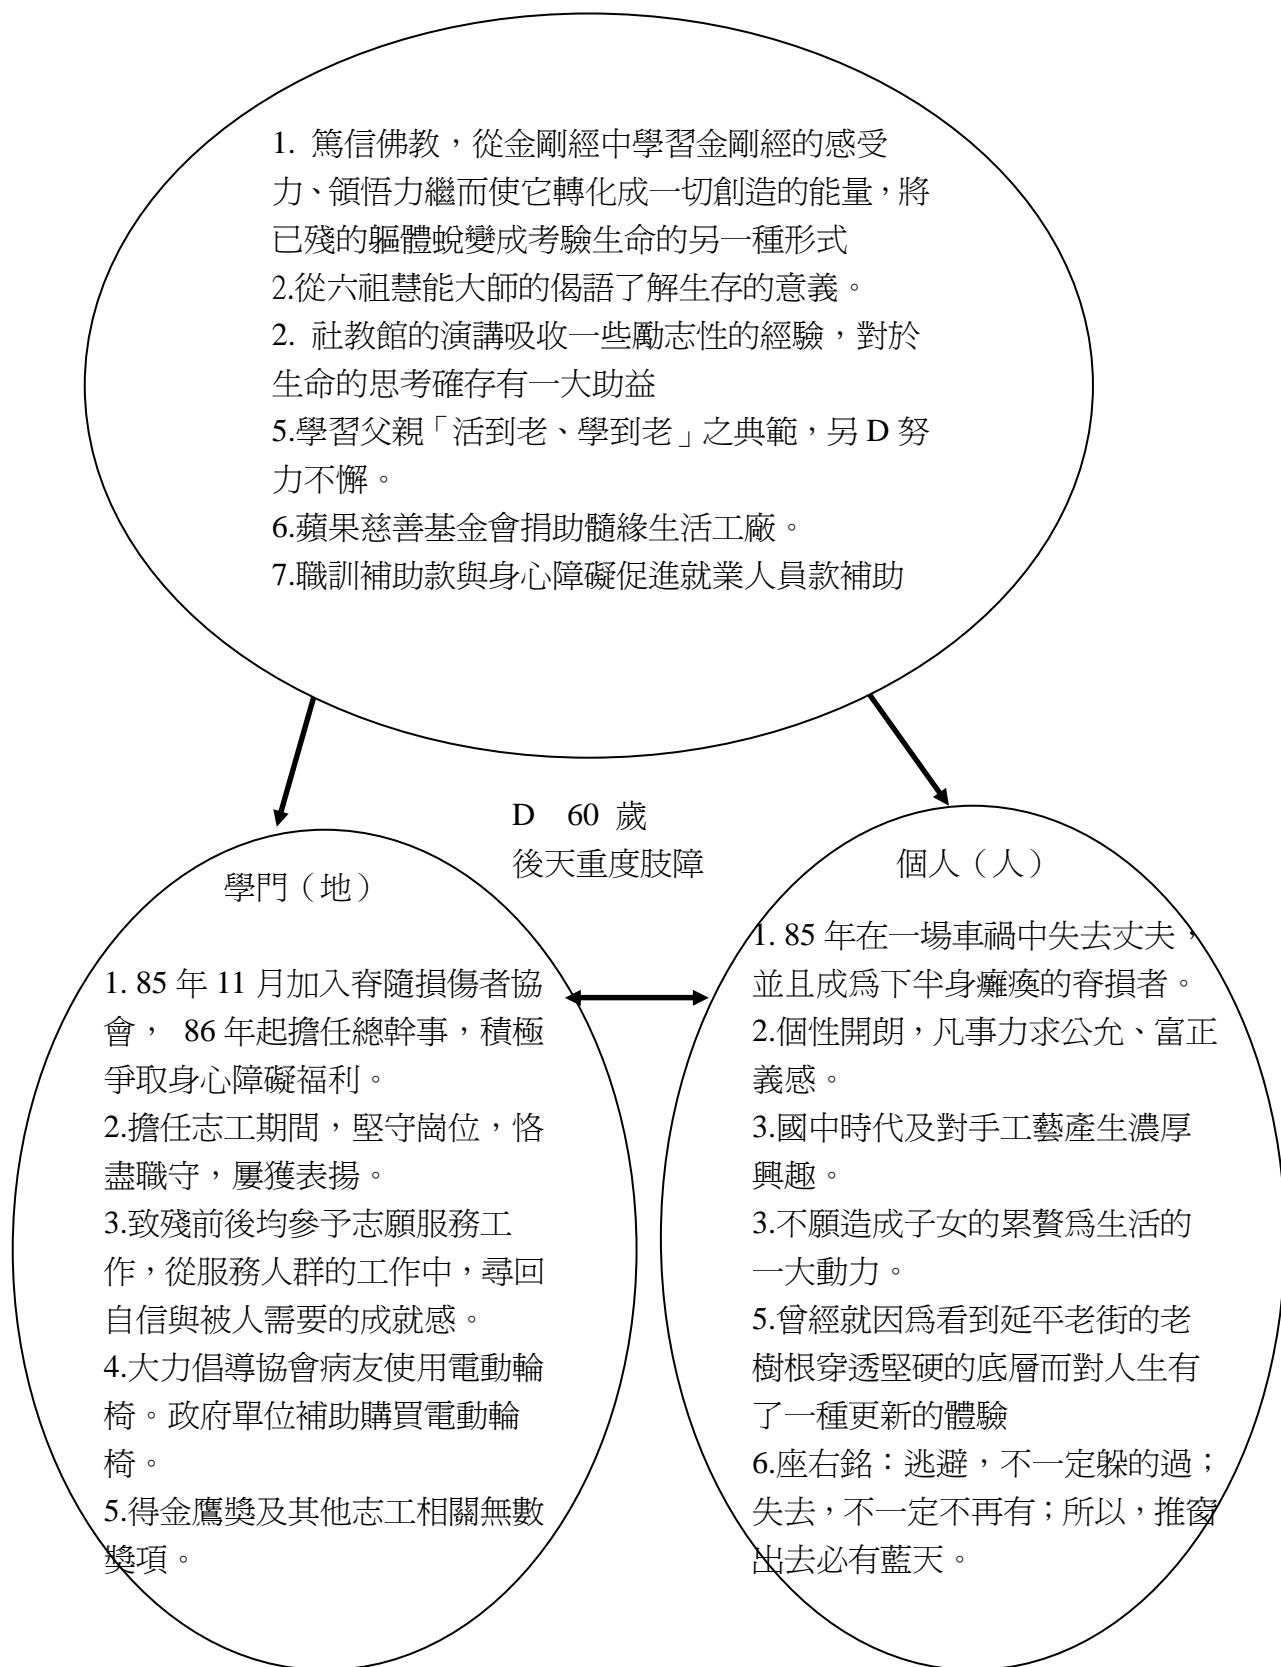 1. 篤信佛教，從金剛經中學習金剛經的感受
力、領悟力繼而使它轉化成一切創造的能量，將
已殘的軀體蛻變成考驗生命的另一種形式
2.從六祖慧能大師的偈語了解生存的意義。
2. 社教館的演講吸收一些勵志性的經驗，對於
生命的思考確存有一大助益
5.學習父親「活到老、學到老」之典範，另 D 努
力不懈。
6.蘋果慈善基金會捐助髓緣生活工廠。
7.職訓補助款與身心障礙促進就業人員款補助
D 60 歲
後天重度肢障
學門（地）
1. 85 年 11 月加入脊隨損傷者協
會， 86 年起擔任總幹事，積極
爭取身心障礙福利。
2.擔任志工期間，堅守崗位，恪
盡職守，屢獲表揚。
3.致殘前後均參予志願服務工
作，從服務人群的工作中，尋回
自信與被人需要的成就感。
4.大力倡導協會病友使用電動輪
椅。政府單位補助購買電動輪
椅。
5.得金鷹獎及其他志工相關無數
獎項。
個人（人）
1. 85 年在一場車禍中失去丈夫，
並且成為下半身癱瘓的脊損者。
2.個性開朗，凡事力求公允、富正
義感。
3.國中時代及對手工藝產生濃厚
興趣。
3.不願造成子女的累贅為生活的
一大動力。
5.曾經就因為看到延平老街的老
樹根穿透堅硬的底層而對人生有
了一種更新的體驗
6.座右銘：逃避，不一定躲的過；
失去，不一定不再有；所以，推窗
出去必有藍天。